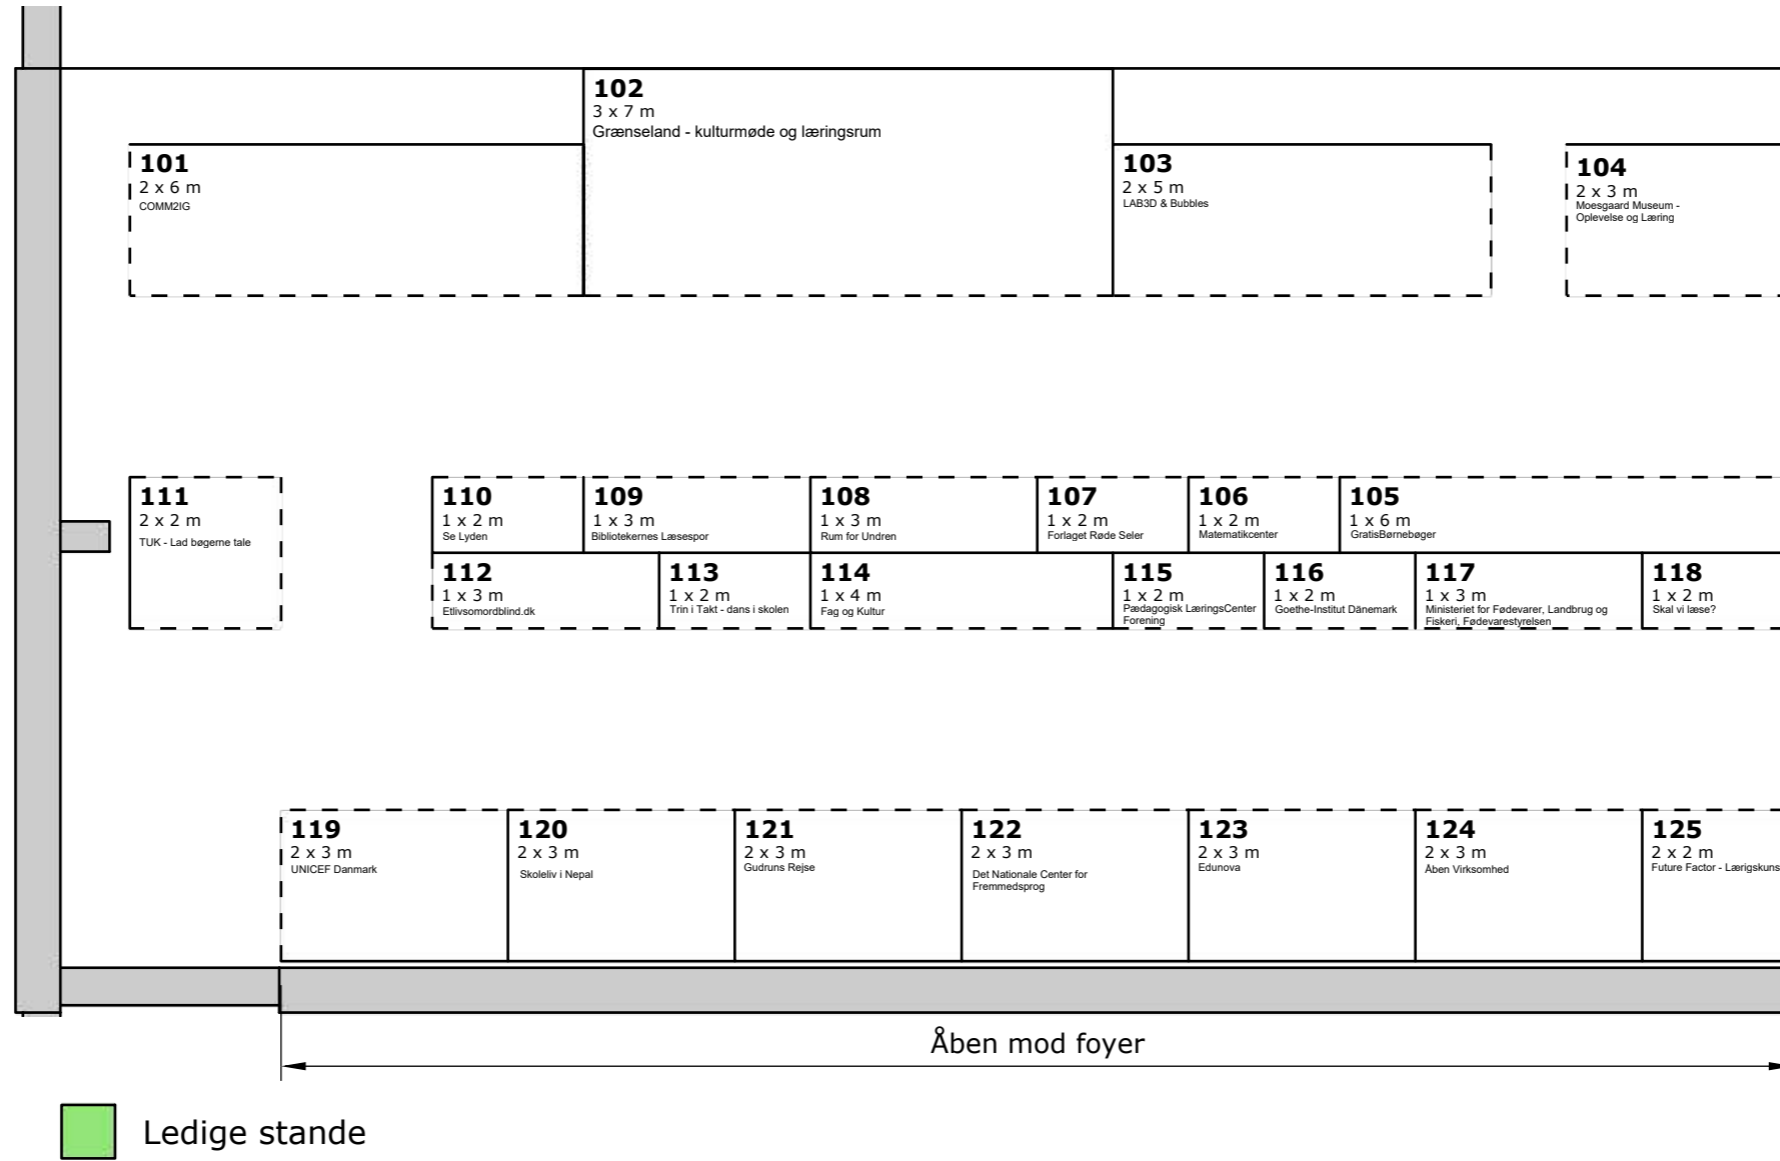 102
3 x 7 m
Grænseland - kulturmøde og læringsrum
101
2 x 6 m
COMM2IG
103
2 x 5 m
LAB3D & Bubbles
104
2 x 3 m
Moesgaard Museum -
Oplevelse og Læring
111
2 x 2 m
TUK - Lad bøgerne tale
110
1 x 2 m
Se Lyden
109
1 x 3 m
Bibliotekernes Læsespor
108
1 x 3 m
Rum for Undren
107
1 x 2 m
Forlaget Røde Seler
106
1 x 2 m
Matematikcenter
105
1 x 6 m
GratisBørnebøger
112
1 x 3 m
Etlivsomordblind.dk
113
1 x 2 m
Trin i Takt - dans i skolen
114
1 x 4 m
Fag og Kultur
115
1 x 2 m
Pædagogisk LæringsCenter
Forening
116
1 x 2 m
Goethe-Institut Dänemark
117
1 x 3 m
Ministeriet for Fødevarer, Landbrug og
Fiskeri, Fødevarestyrelsen
118
1 x 2 m
Skal vi læse?
119
2 x 3 m
UNICEF Danmark
120
2 x 3 m
Skoleliv i Nepal
121
2 x 3 m
Gudruns Rejse
122
2 x 3 m
Det Nationale Center for
Fremmedsprog
123
2 x 3 m
Edunova
124
2 x 3 m
Åben Virksomhed
125
2 x 2 m
Future Factor - Lærigskuns
Åben mod foyer
Ledige stande